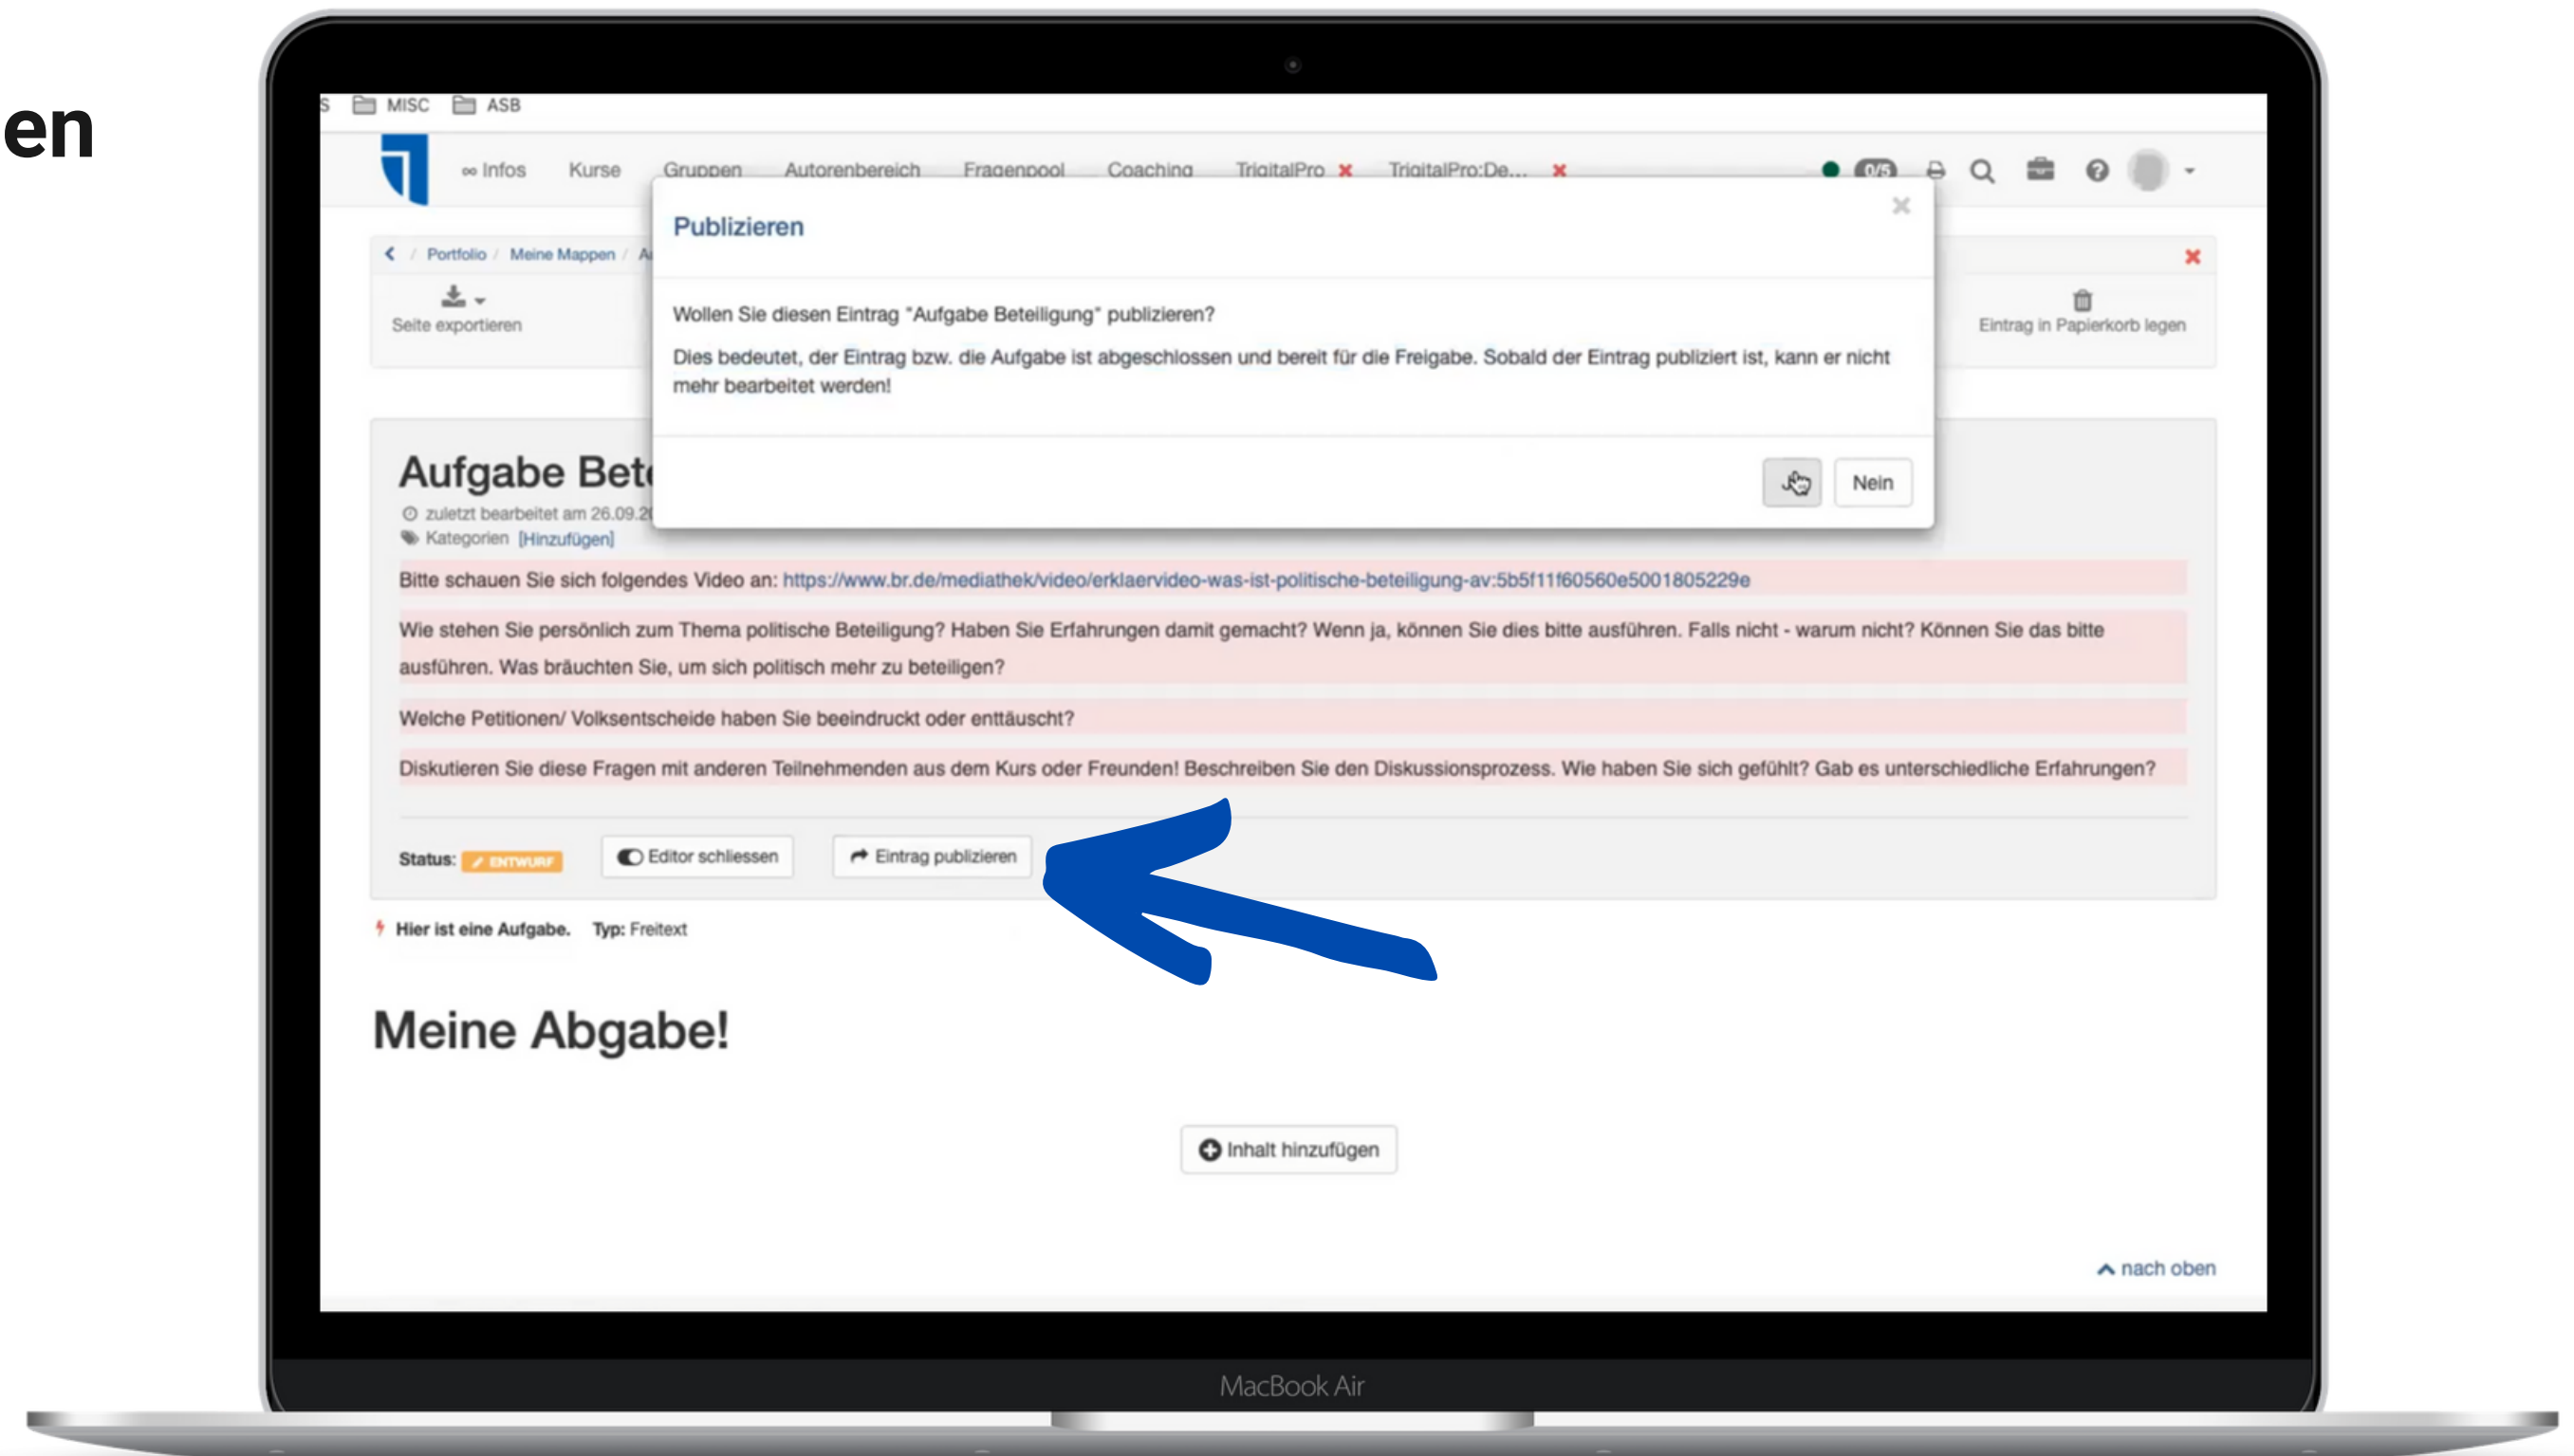 en
S MISC ASB
∞ Infos Kurse Gruppen Autorenbereich Fragenpool Coaching TrigitalPro TrigitalPro:De... 0/5
Publizieren
/ Portfolio / Meine Mappen /
Seite exportieren
Eintrag in Papierkorb legen
Wollen Sie diesen Eintrag "Aufgabe Beteiligung" publizieren?
Dies bedeutet, der Eintrag bzw. die Aufgabe ist abgeschlossen und bereit für die Freigabe. Sobald der Eintrag publiziert ist, kann er nicht
mehr bearbeitet werden!
Nein
Aufgabe Bete
zuletzt bearbeitet am 26.09.20
Kategorien [Hinzufügen]
Bitte schauen Sie sich folgendes Video an: https://www.br.de/mediathek/video/erklaervideo-was-ist-politische-beteiligung-av:5b5f11f60560e5001805229e
Wie stehen Sie persönlich zum Thema politische Beteiligung? Haben Sie Erfahrungen damit gemacht? Wenn ja, können Sie dies bitte ausführen. Falls nicht - warum nicht? Können Sie das bitte
ausführen. Was bräuchten Sie, um sich politisch mehr zu beteiligen?
Welche Petitionen/ Volksentscheide haben Sie beeindruckt oder enttäuscht?
Diskutieren Sie diese Fragen mit anderen Teilnehmenden aus dem Kurs oder Freunden! Beschreiben Sie den Diskussionsprozess. Wie haben Sie sich gefühlt? Gab es unterschiedliche Erfahrungen?
Status: ENTWURF Editor schliessen Eintrag publizieren
Hier ist eine Aufgabe. Typ: Freitext
Meine Abgabe!
Inhalt hinzufügen
nach oben
MacBook Air